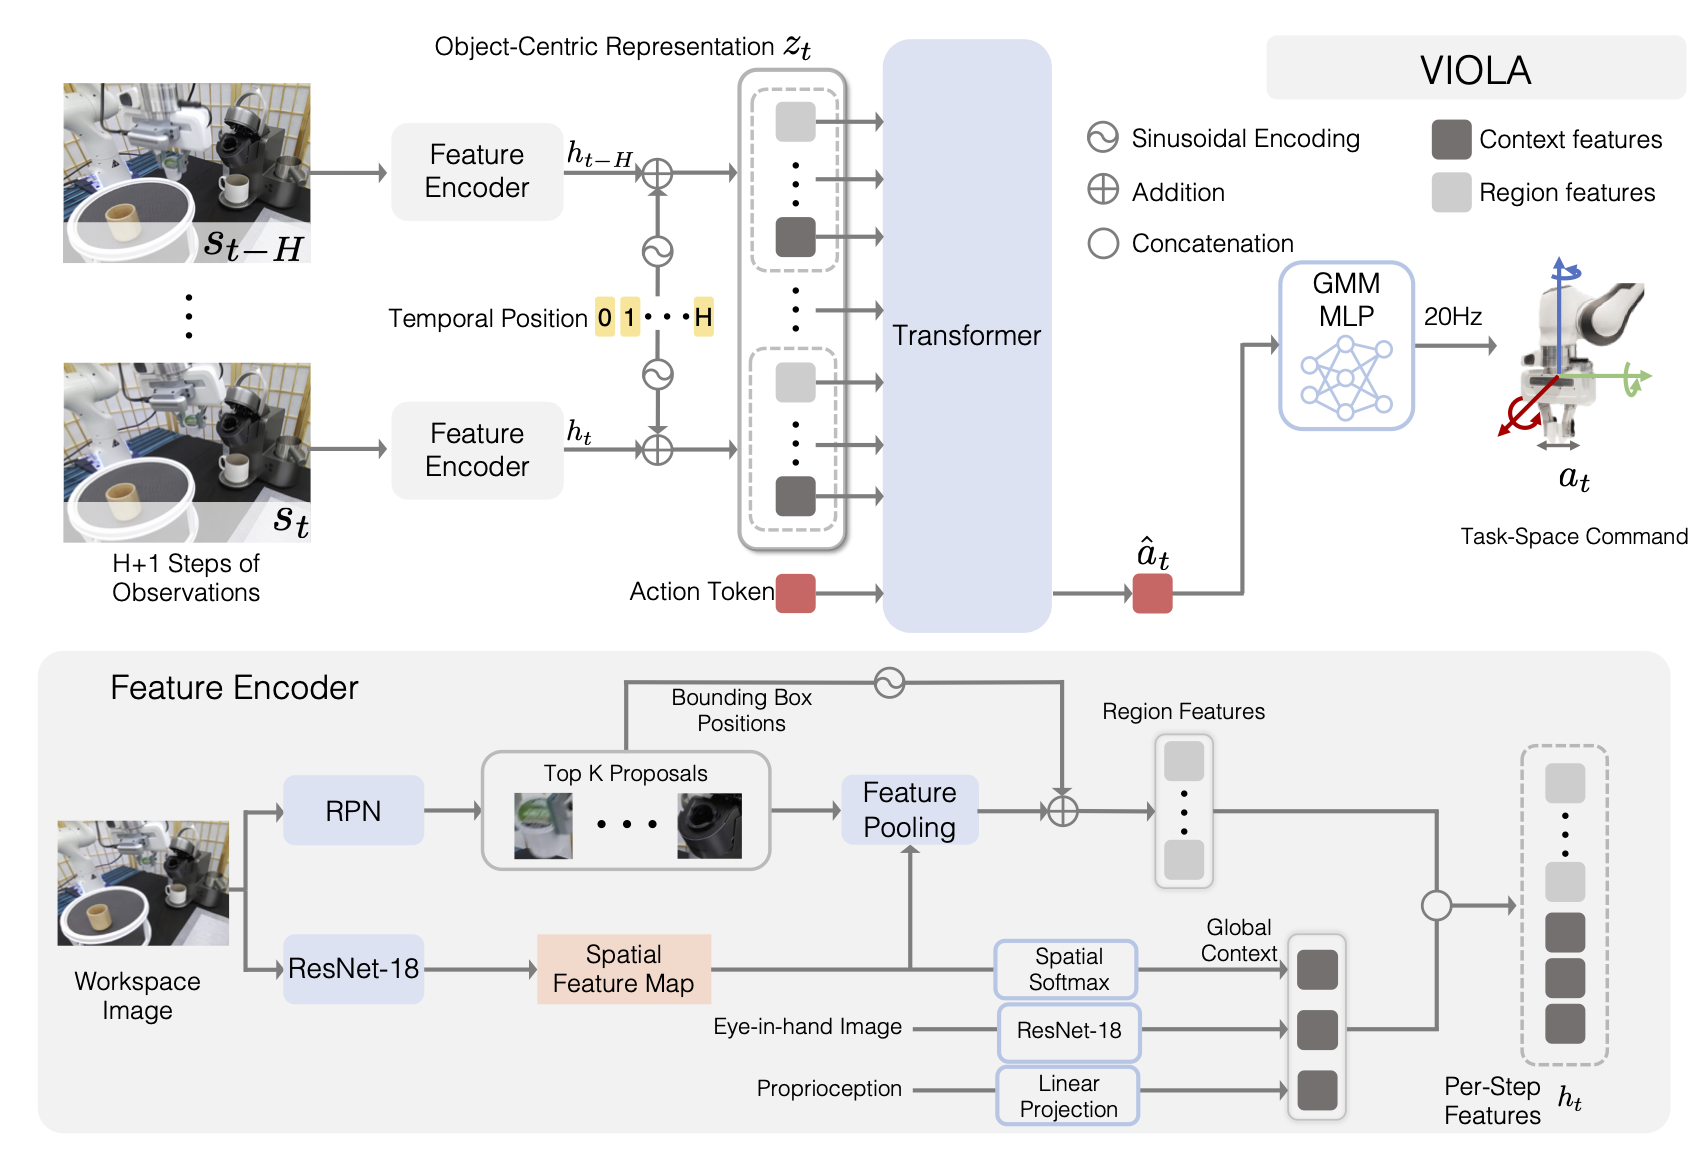 Object-Centric Representation z_t
VIOLA
Sinusoidal Encoding
Addition
Concatenation
Context features
Region features
s_{t-H}
Feature
Encoder
h_{t-H}
Temporal Position 0 1 ··· H
s_t
H+1 Steps of
Observations
Feature
Encoder
h_t
Transformer
Action Token
â_t
GMM
MLP
20Hz
a_t
Task-Space Command
Feature Encoder
Workspace
Image
RPN
ResNet-18
Bounding Box
Positions
Top K Proposals
Feature
Pooling
Spatial
Feature Map
Region Features
Global
Context
Spatial
Softmax
Eye-in-hand Image
ResNet-18
Proprioception
Linear
Projection
Per-Step
Features h_t